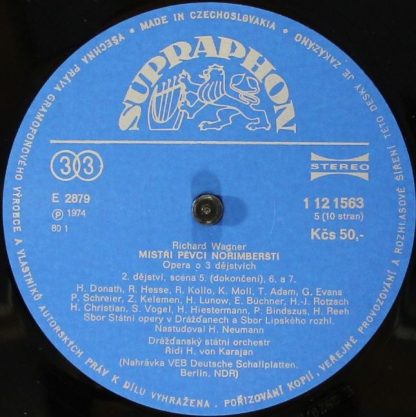 • MADE IN CZECHOSLOVAKIA •
VŠECHNA PRÁVA GRAMOFONOVÉHO VÝROBCE A VLASTNÍKŮ AUTORSKÝCH PRÁV K DÍLU VYHRAŽENA. POŘIZOVÁNÍ KOPIÍ, VEŘEJNÉ PROVOZOVÁNÍ A ROZHLASOVÉ ŠÍŘENÍ TÉTO DESKY JE ZAKÁZÁNO
SUPRAPHON
33
STEREO
E 2879
℗ 1974
80 1
1 12 1563
5 (10 stran)
Kčs 50,-
Richard Wagner
MISTŘI PĚVCI NORIMBERŠTÍ
Opera o 3 dějstvích
2. dějství, scéna 5. (dokončení), 6. a 7.
H. Donath, R. Hesse, R. Kollo, K. Moll, T. Adam, G. Evans
P. Schreier, Z. Kelemen, H. Lunow, E. Büchner, H.-J. Rotzsch
H. Christian, S. Vogel, H. Hiestermann, P. Bindszus, H. Reeh
Sbor Státní opery v Drážďanech a Sbor Lipského rozhl.
Nastudoval H. Neumann
Drážďanský státní orchestr
Řídí H. von Karajan
(Nahrávka VEB Deutsche Schallplatten.
Berlín, NDR)